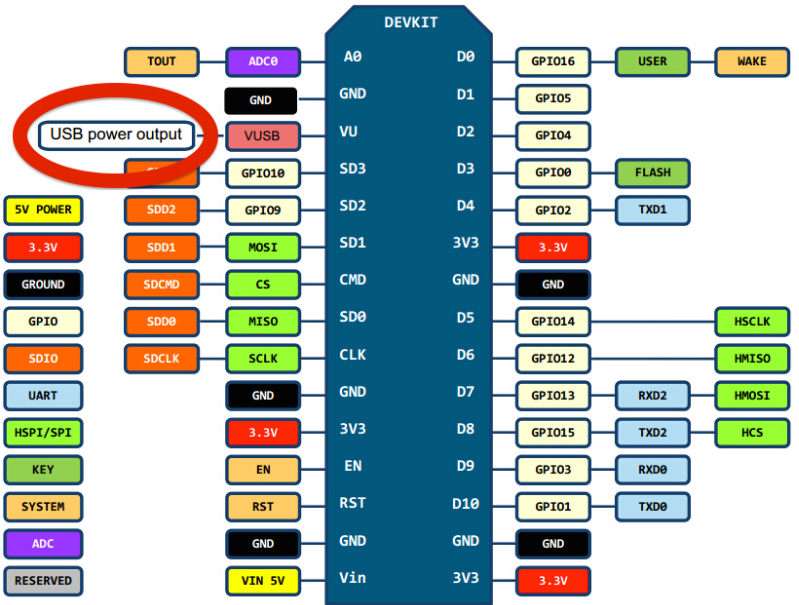 DEVKIT
TOUT ADC0 A0 D0 GPIO16 USER WAKE
GND GND D1 GPIO5
USB power output VUSB VU D2 GPIO4
GPIO10 SD3 D3 GPIO0 FLASH
5V POWER SDD2 GPIO9 SD2 D4 GPIO2 TXD1
3.3V SDD1 MOSI SD1 3V3 3.3V
GROUND SDCMD CS CMD GND GND
GPIO SDD0 MISO SD0 D5 GPIO14 HSCLK
SDIO SDCLK SCLK CLK D6 GPIO12 HMISO
UART GND GND D7 GPIO13 RXD2 HMOSI
HSPI/SPI 3.3V 3V3 D8 GPIO15 TXD2 HCS
KEY EN EN D9 GPIO3 RXD0
SYSTEM RST RST D10 GPIO1 TXD0
ADC GND GND GND GND
RESERVED VIN 5V Vin 3V3 3.3V